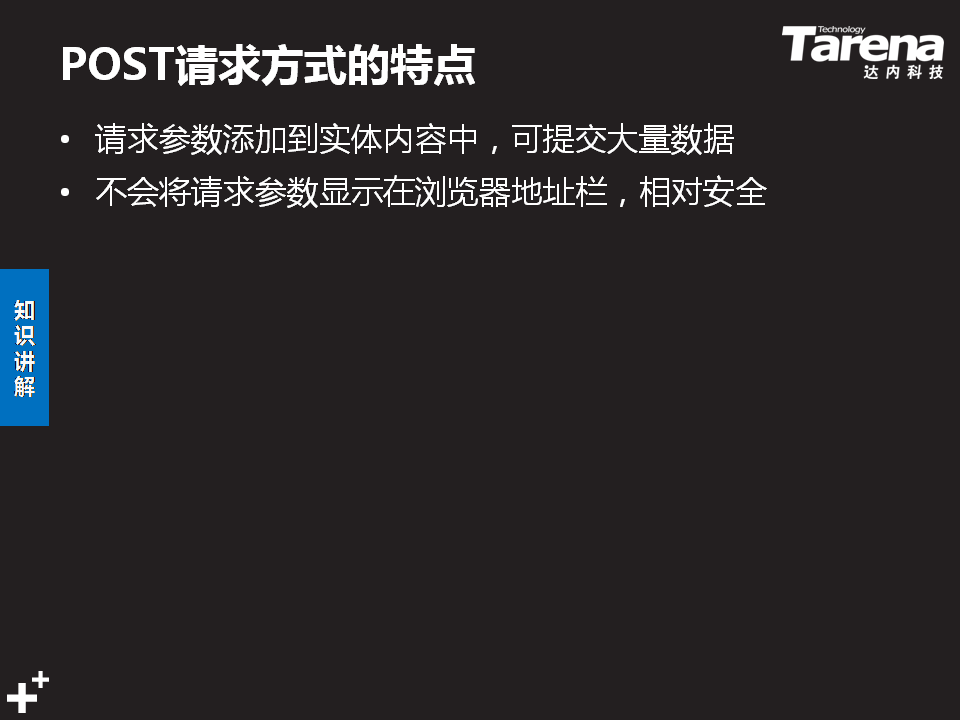 POST请求方式的特点
Technology
Tarena
达内科技
• 请求参数添加到实体内容中，可提交大量数据
• 不会将请求参数显示在浏览器地址栏，相对安全
知
识
讲
解